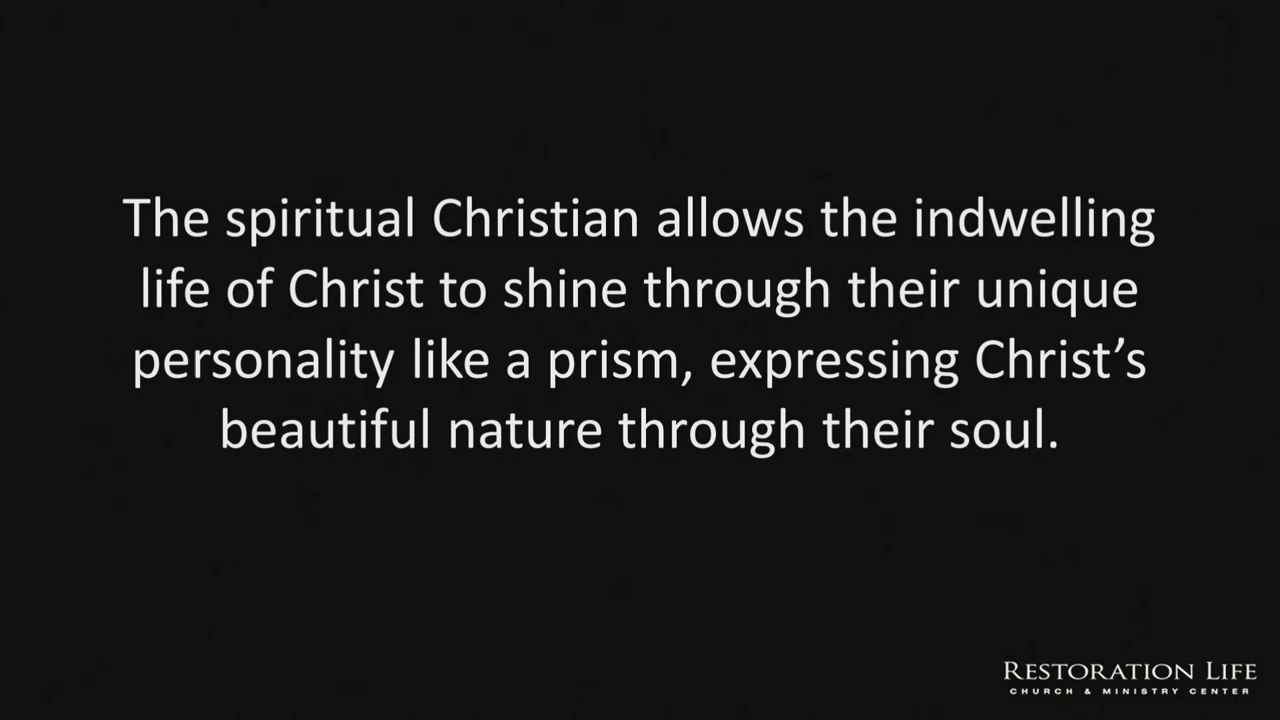 The spiritual Christian allows the indwelling
life of Christ to shine through their unique
personality like a prism, expressing Christ’s
beautiful nature through their soul.
RESTORATION LIFE
CHURCH & MINISTRY CENTER